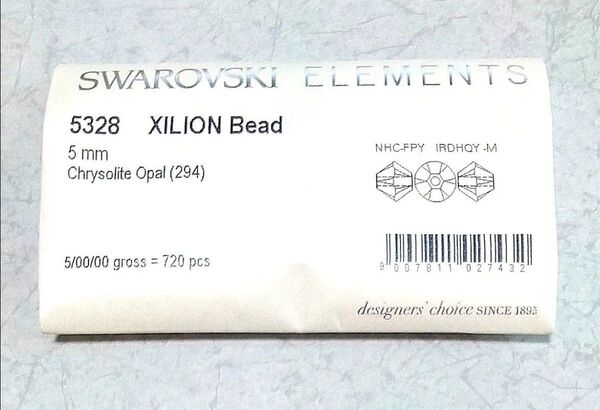 SWAROVSKI ELEMENTS
5328 XILION Bead
5 mm
Chrysolite Opal (294)
NHC-FPY IRDHQY -M
5/00/00 gross = 720 pcs
9 007811 027432
designers' choice SINCE 1895